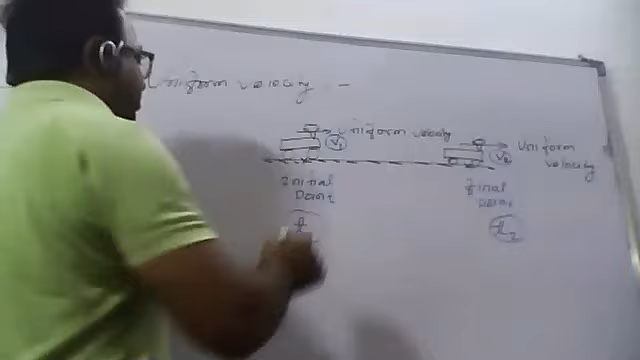 Uniform velocity -
V1 Uniform velocity
V2 Uniform velocity
Initial Point
Final Point
t
t2